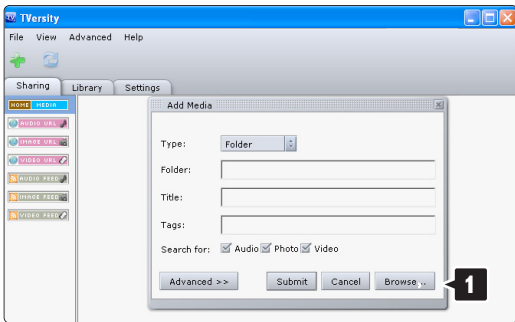 TVersity
File View Advanced Help
Sharing Library Settings
HOME MEDIA
AUDIO URL
IMAGE URL
VIDEO URL
AUDIO FEED
IMAGE FEED
VIDEO FEED
Add Media
Type: Folder
Folder:
Title:
Tags:
Search for: Audio Photo Video
Advanced >> Submit Cancel Browse...
1